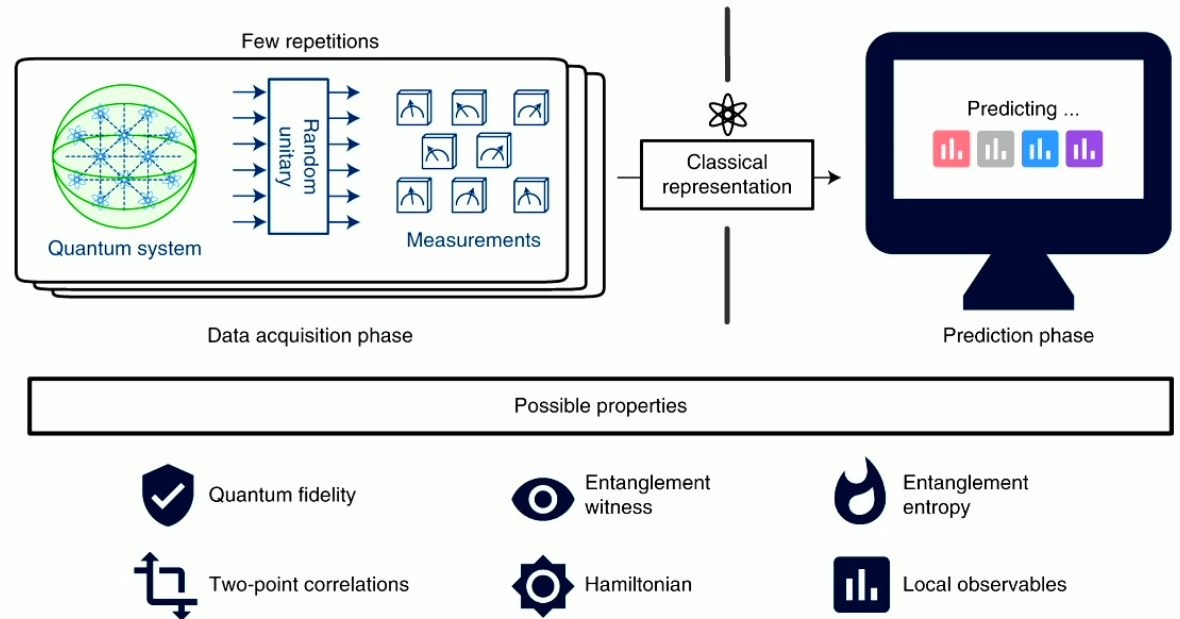 Few repetitions
Random
unitary
Quantum system
Measurements
Data acquisition phase
Classical
representation
Predicting ...
Prediction phase
Possible properties
Quantum fidelity
Entanglement
witness
Entanglement
entropy
Two-point correlations
Hamiltonian
Local observables